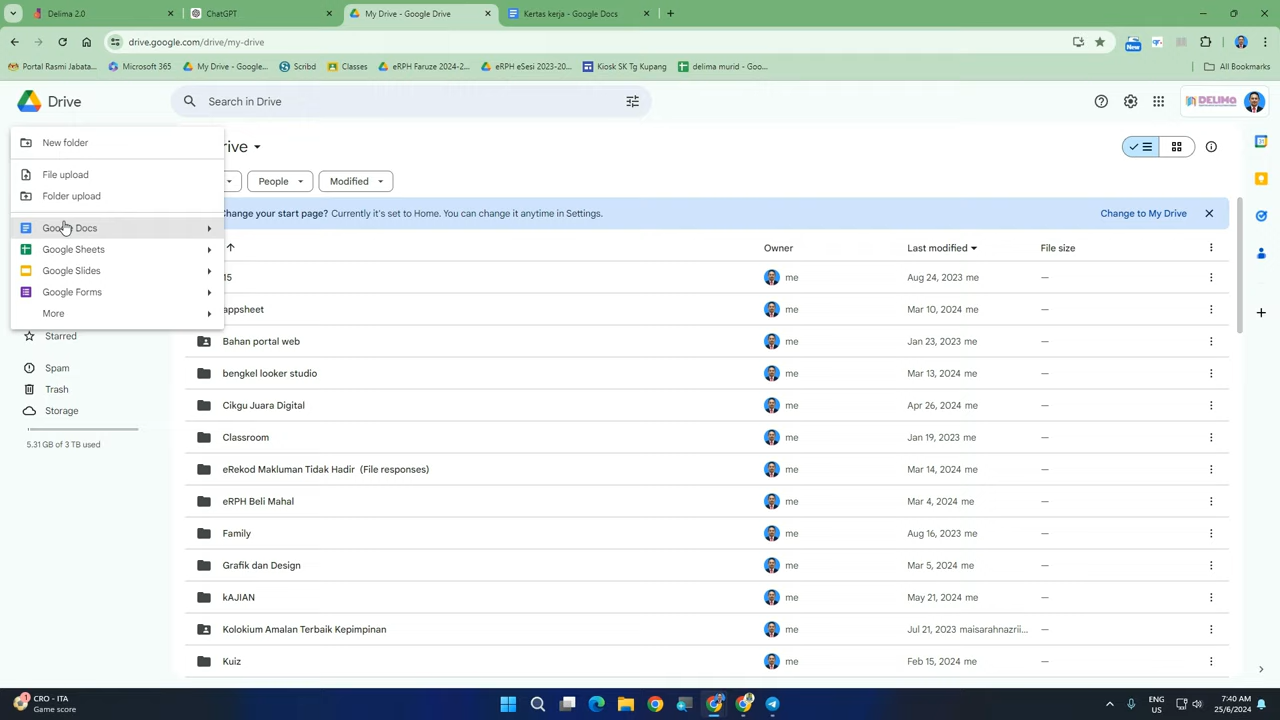 Delima 2.0
ChatGPT
My Drive - Google Drive
Kertas kerja - Google Docs
drive.google.com/drive/my-drive
New
Portal Rasmi Jabata...
Microsoft 365
My Drive - Google...
Scribd
Classes
eRPH Faruze 2024-2...
eRPH eSesi 2023-20...
Kiosk SK Tg Kupang
delima murid - Goo...
All Bookmarks
Drive
Search in Drive
DELIMa
New folder
File upload
Folder upload
Google Docs
Google Sheets
Google Slides
Google Forms
More
Starred
Spam
Trash
Storage
5.31 GB of 3 TB used
rive
People
Modified
Change your start page? Currently it's set to Home. You can change it anytime in Settings.
Change to My Drive
Owner
Last modified
File size
15 me Aug 24, 2023 me —
appsheet me Mar 10, 2024 me —
Bahan portal web me Jan 23, 2023 me —
bengkel looker studio me Mar 13, 2024 me —
Cikgu Juara Digital me Apr 26, 2024 me —
Classroom me Jan 19, 2023 me —
eRekod Makluman Tidak Hadir (File responses) me Mar 14, 2024 me —
eRPH Beli Mahal me Mar 4, 2024 me —
Family me Aug 16, 2023 me —
Grafik dan Design me Mar 5, 2024 me —
kAJIAN me May 21, 2024 me —
Kolokium Amalan Terbaik Kepimpinan me Jul 21, 2023 maisarahnazrii... —
Kuiz me Feb 15, 2024 me —
CRO - ITA
Game score
ENG
US
7:40 AM
25/6/2024